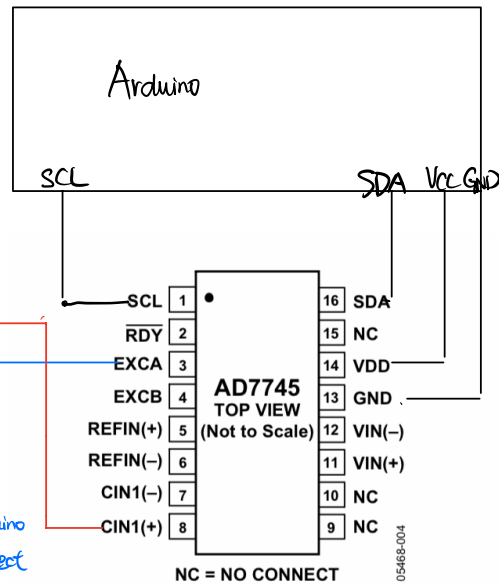 Arduino
SCL
SDA VCC GND
SCL 1
RDY 2
EXCA 3
EXCB 4
REFIN(+) 5
REFIN(–) 6
CIN1(–) 7
CIN1(+) 8
AD7745
TOP VIEW
(Not to Scale)
16 SDA
15 NC
14 VDD
13 GND
12 VIN(–)
11 VIN(+)
10 NC
9 NC
NC = NO CONNECT
05468-004